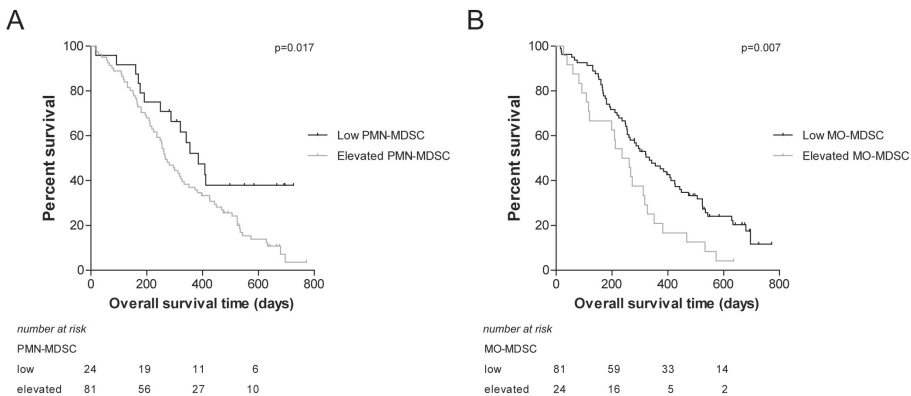 A
p=0.017
Percent survival
100
80
60
40
20
0
0 200 400 600 800
Overall survival time (days)
Low PMN-MDSC
Elevated PMN-MDSC
number at risk
PMN-MDSC
low 24 19 11 6
elevated 81 56 27 10
B
p=0.007
Percent survival
100
80
60
40
20
0
0 200 400 600 800
Overall survival time (days)
Low MO-MDSC
Elevated MO-MDSC
number at risk
MO-MDSC
low 81 59 33 14
elevated 24 16 5 2